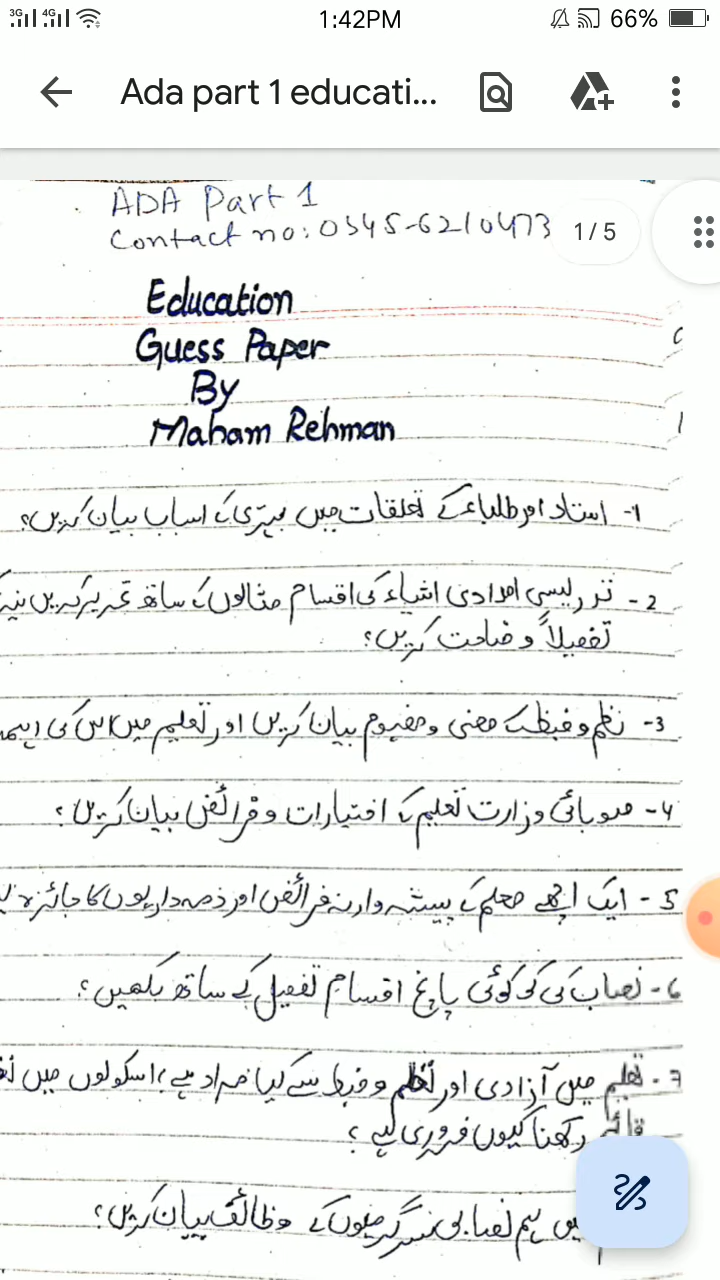 3G 4G
1:42PM
66%
Ada part 1 educati...
ADA Part 1
Contact no: 0345-6210473
1/5
Education
Guess Paper
By
Maham Rehman
1- استاد اور طلباء کے تعلقات میں بہتری کے اسباب بیان کریں؟
2- تدریسی امدادی اشیاء کی اقسام مثالوں کے ساتھ تحریر کریں نیز
تفصیلاً وضاحت کریں؟
3- نظم و ضبط کے معنی و مفہوم بیان کریں اور تعلیم میں اس کی
4- صوبائی وزارت تعلیم کے اختیارات و فرائض بیان کریں؟
5- ایک اچھے معلم کے پیشہ وارنہ فرائض اور ذمہ داریوں کا جائزہ
6- نصاب کی کوئی پانچ اقسام تفصیل کے ساتھ لکھیں؟
7- تعلیم میں آزادی اور نظم و ضبط سے کیا مراد ہے، اسکولوں میں
رکھنا کیوں ضروری ہے؟
ہم نصابی سرگرمیوں کے وظائف بیان کریں؟